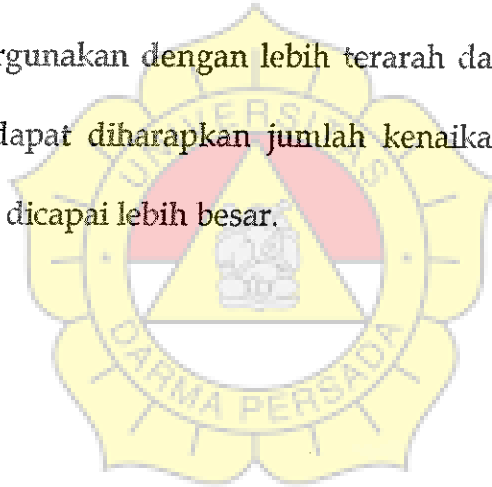 rgunakan dengan lebih terarah da
dapat diharapkan jumlah kenaika
dicapai lebih besar.
UNIVERSITAS
DARMA PERSADA